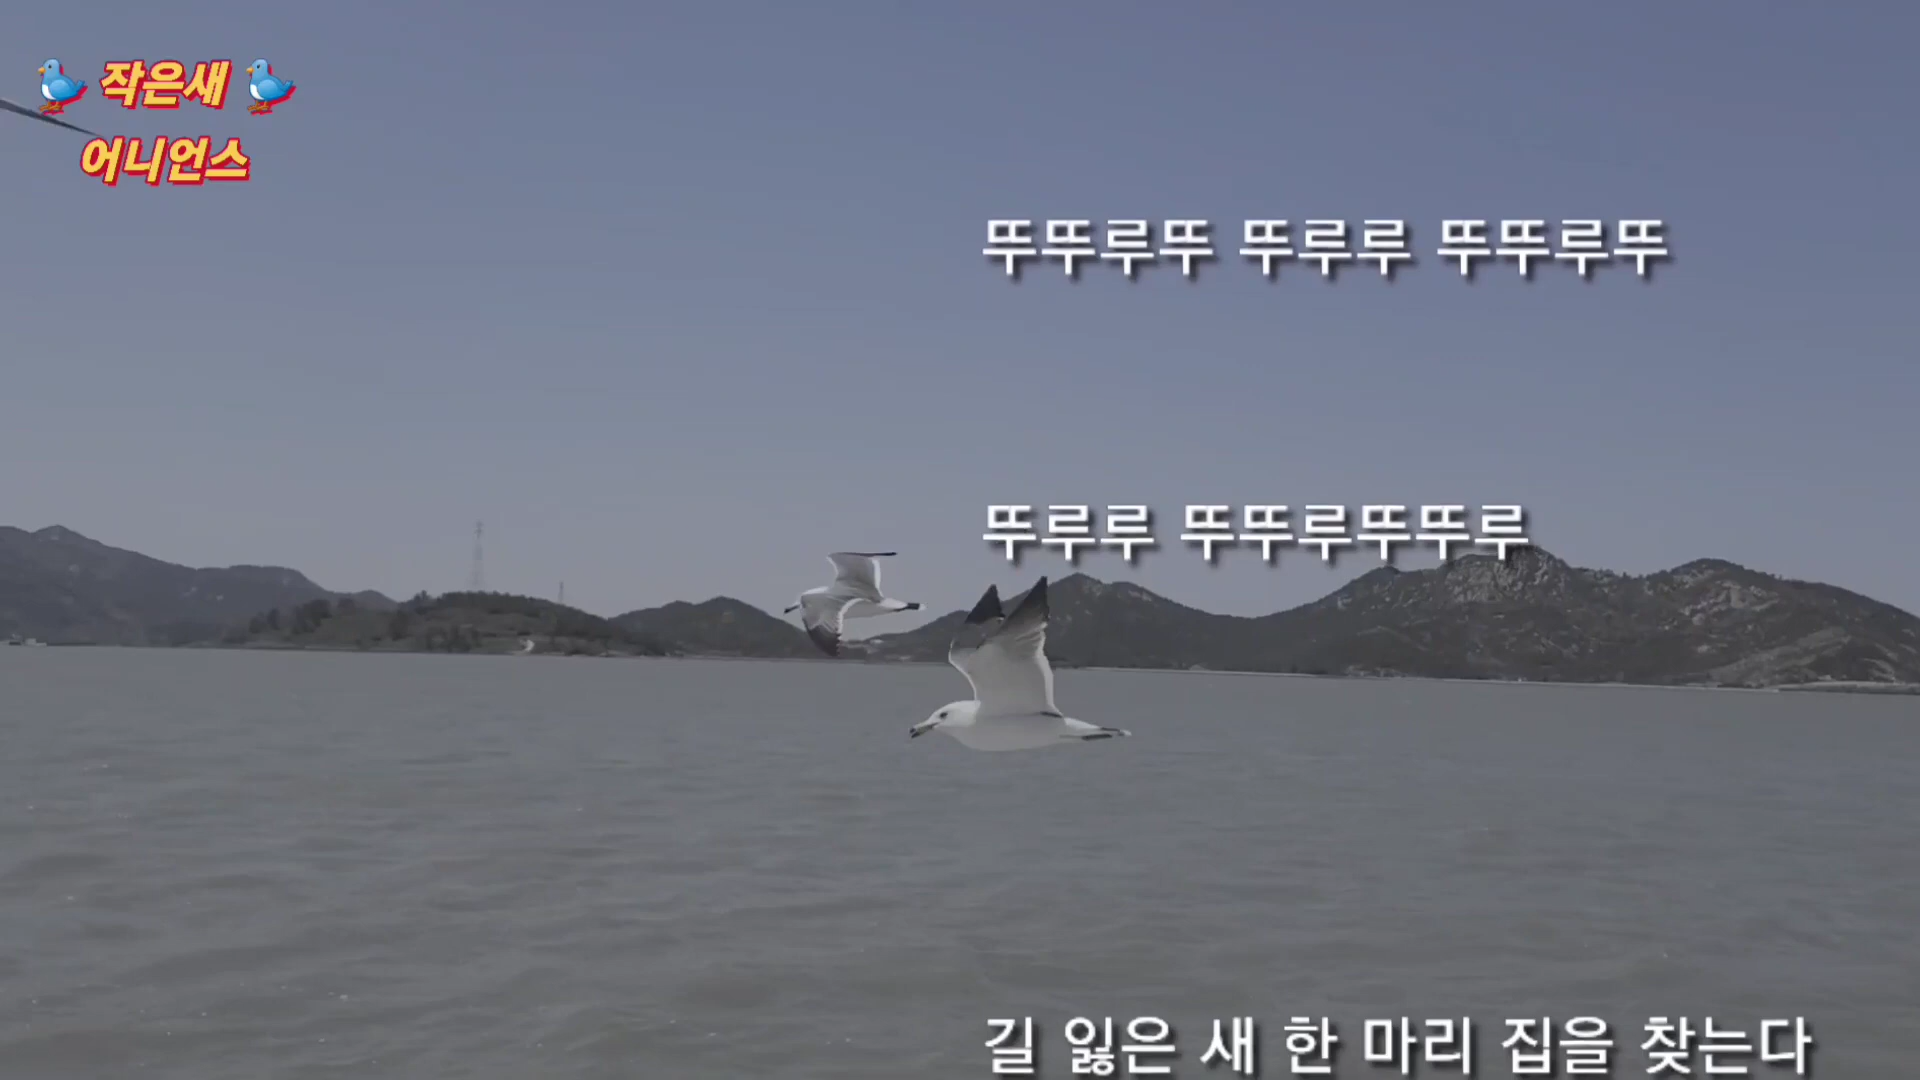 🐦 작은새 🐦
어니언스
뚜뚜루뚜 뚜루루 뚜뚜루뚜
뚜루루 뚜뚜루뚜뚜루
길 잃은 새 한 마리 집을 찾는다